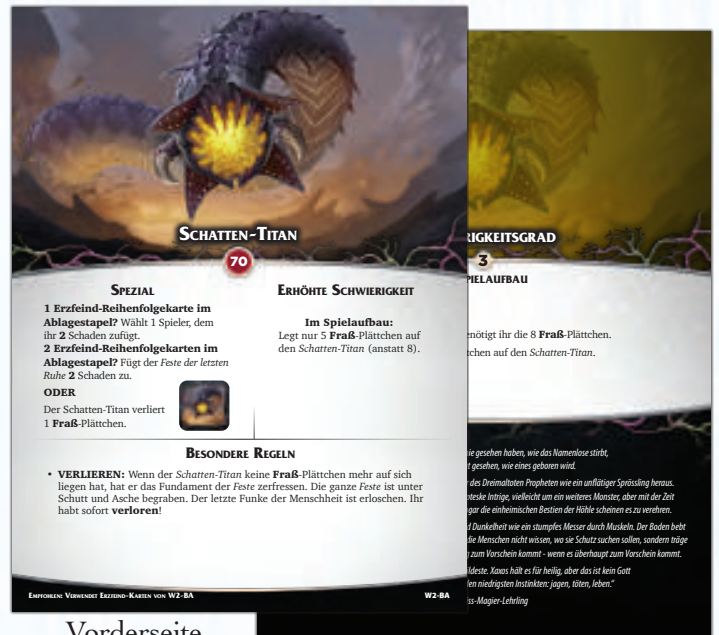 SCHATTEN-TITAN
70
SPEZIAL
1 Erzfeind-Reihenfolgekarte im
Ablagestapel? Wählt 1 Spieler, dem
ihr 2 Schaden zufügt.
2 Erzfeind-Reihenfolgekarten im
Ablagestapel? Fügt der Feste der letzten
Ruhe 2 Schaden zu.
ODER
Der Schatten-Titan verliert
1 Fraß-Plättchen.
ERHÖHTE SCHWIERIGKEIT
Im Spielaufbau:
Legt nur 5 Fraß-Plättchen auf
den Schatten-Titan (anstatt 8).
BESONDERE REGELN
• VERLIEREN: Wenn der Schatten-Titan keine Fraß-Plättchen mehr auf sich
liegen hat, hat er das Fundament der Feste zerfressen. Die ganze Feste ist unter
Schutt und Asche begraben. Der letzte Funke der Menschheit ist erloschen. Ihr
habt sofort verloren!
EMPFOHLEN: VERWENDET ERZFEIND-KARTEN VON W2-BA
W2-BA
Vorderseite
RIGKEITSGRAD
3
PIELAUFBAU
enötigt ihr die 8 Fraß-Plättchen.
tchen auf den Schatten-Titan.
nie gesehen haben, wie das Namenlose stirbt,
t gesehen, wie eines geboren wird.
r des Dreimaltoten Propheten wie ein unflätiger Sprössling heraus.
oteske Intrige, vielleicht um ein weiteres Monster, aber mit der Zeit
gar die einheimischen Bestien der Höhle scheinen es zu verehren.
d Dunkelheit wie ein stumpfes Messer durch Muskeln. Der Boden bebt
die Menschen nicht wissen, wo sie Schutz suchen sollen, sondern träge
n zum Vorschein kommt - wenn es überhaupt zum Vorschein kommt.
ildeste. Xaxos hält es für heilig, aber das ist kein Gott
len niedrigsten Instinkten: jagen, töten, leben."
iss-Magier-Lehrling